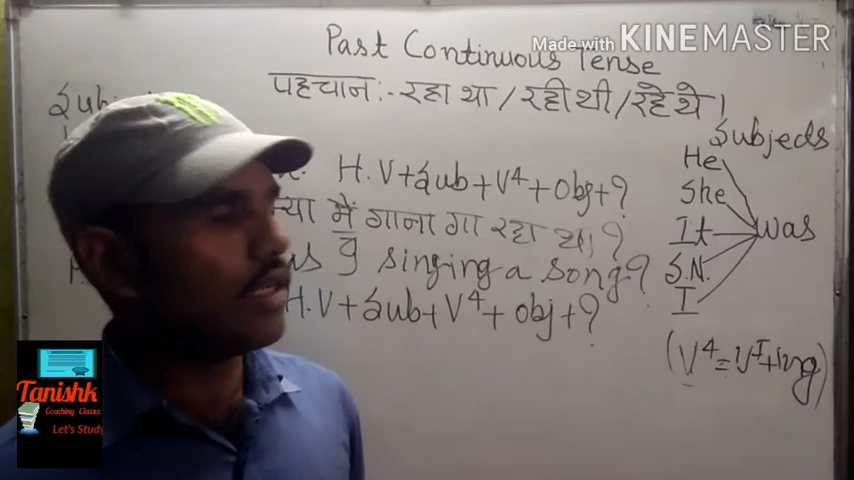 Made with KINEMASTER
Past Continuous Tense
पहचान:- रहा था / रही थी / रहे थे।
Subjects
He
She
It
S.N.
I
was
H.V + Sub + V4 + Obj + ?
मैं गाना गा रहा था ?
I singing a song?
H.V + Sub + V4 + obj + ?
(V4 = VI + ing)
Tanishk
Coaching Classes
Let's Study